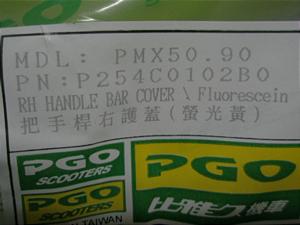 MDL: PMX50.90
PN:P254C0102B0
RH HANDLE BAR COVER \ Fluorescein
把手桿右護蓋(螢光黃)
PGO
SCOOTERS
PGO
PGO
SCOOTERS
比雅久機車
TAIWAN